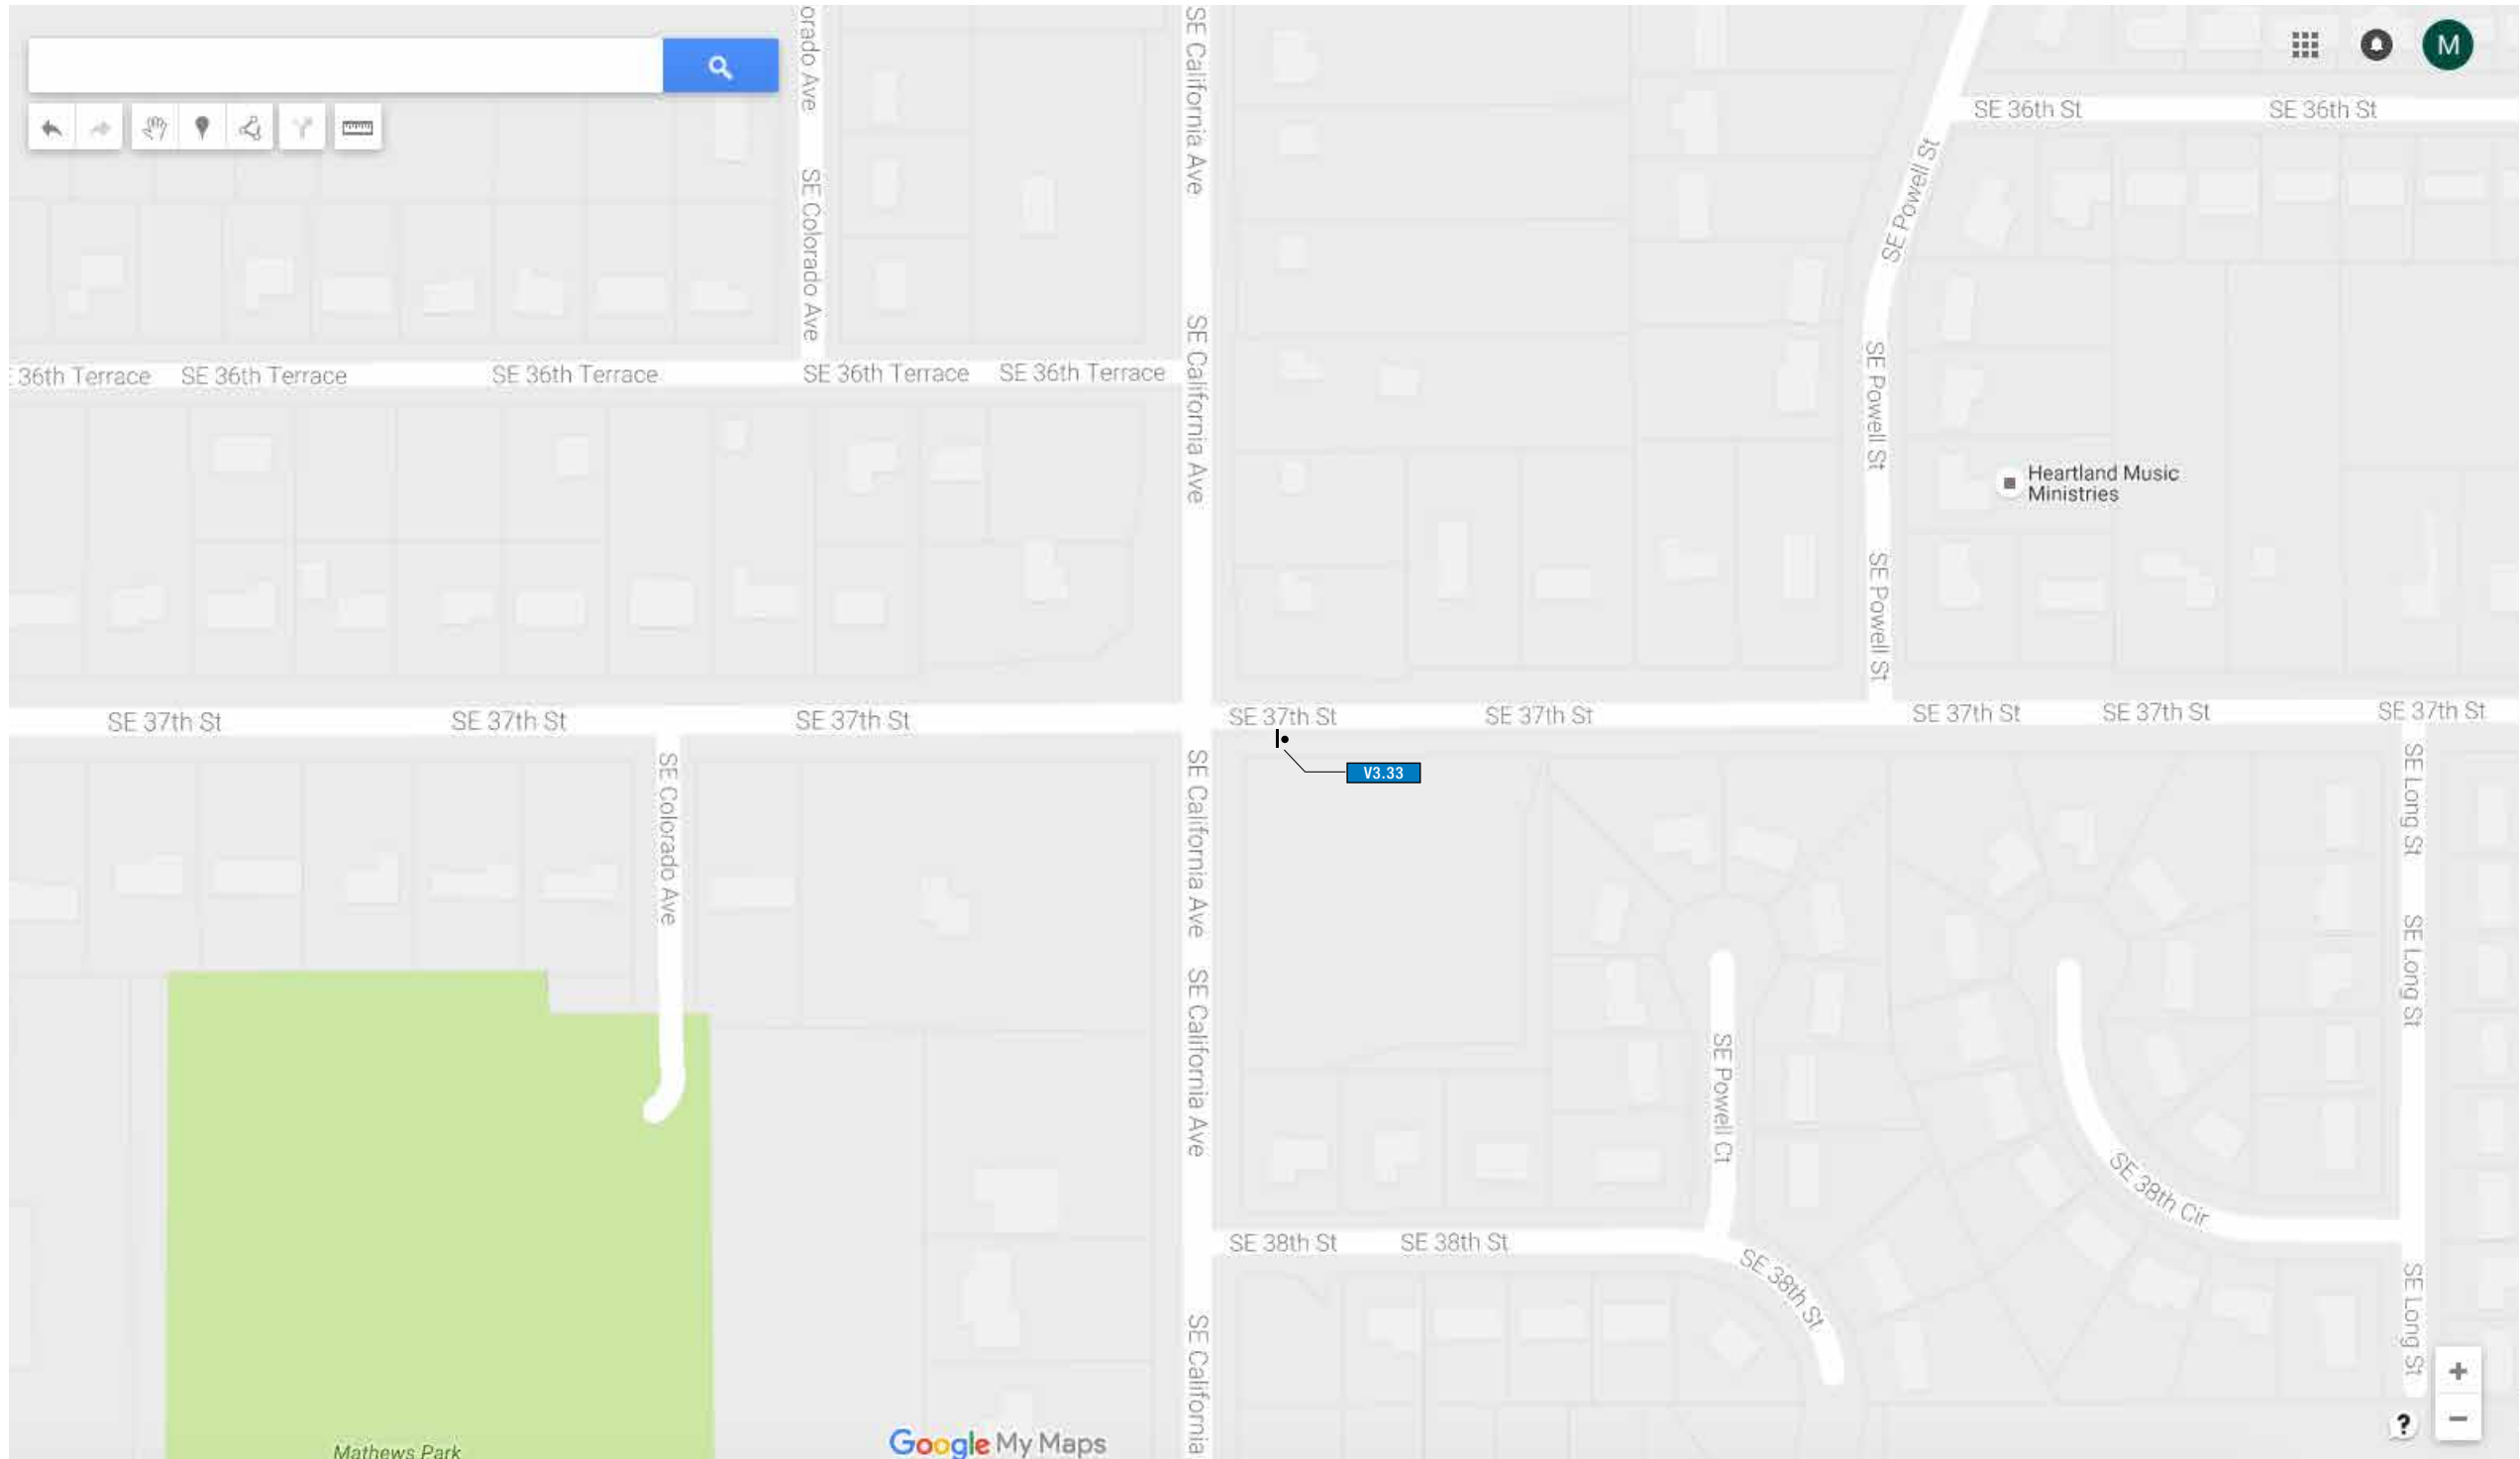 orado Ave
SE California Ave
M
SE 36th St
SE 36th St
SE Powell St
SE Colorado Ave
SE California Ave
SE Powell St
36th Terrace
SE 36th Terrace
SE 36th Terrace
SE 36th Terrace
SE 36th Terrace
Heartland Music
Ministries
SE Powell St
SE 37th St
SE 37th St
SE 37th St
SE 37th St
SE 37th St
SE 37th St
SE 37th St
SE 37th St
V3.33
SE Colorado Ave
SE California Ave
SE Long St
SE Long St
SE California Ave
SE Powell Ct
SE 38th Cir
SE 38th St
SE 38th St
SE 38th St
SE Long St
SE California
Mathews Park
Google My Maps
+
?
−